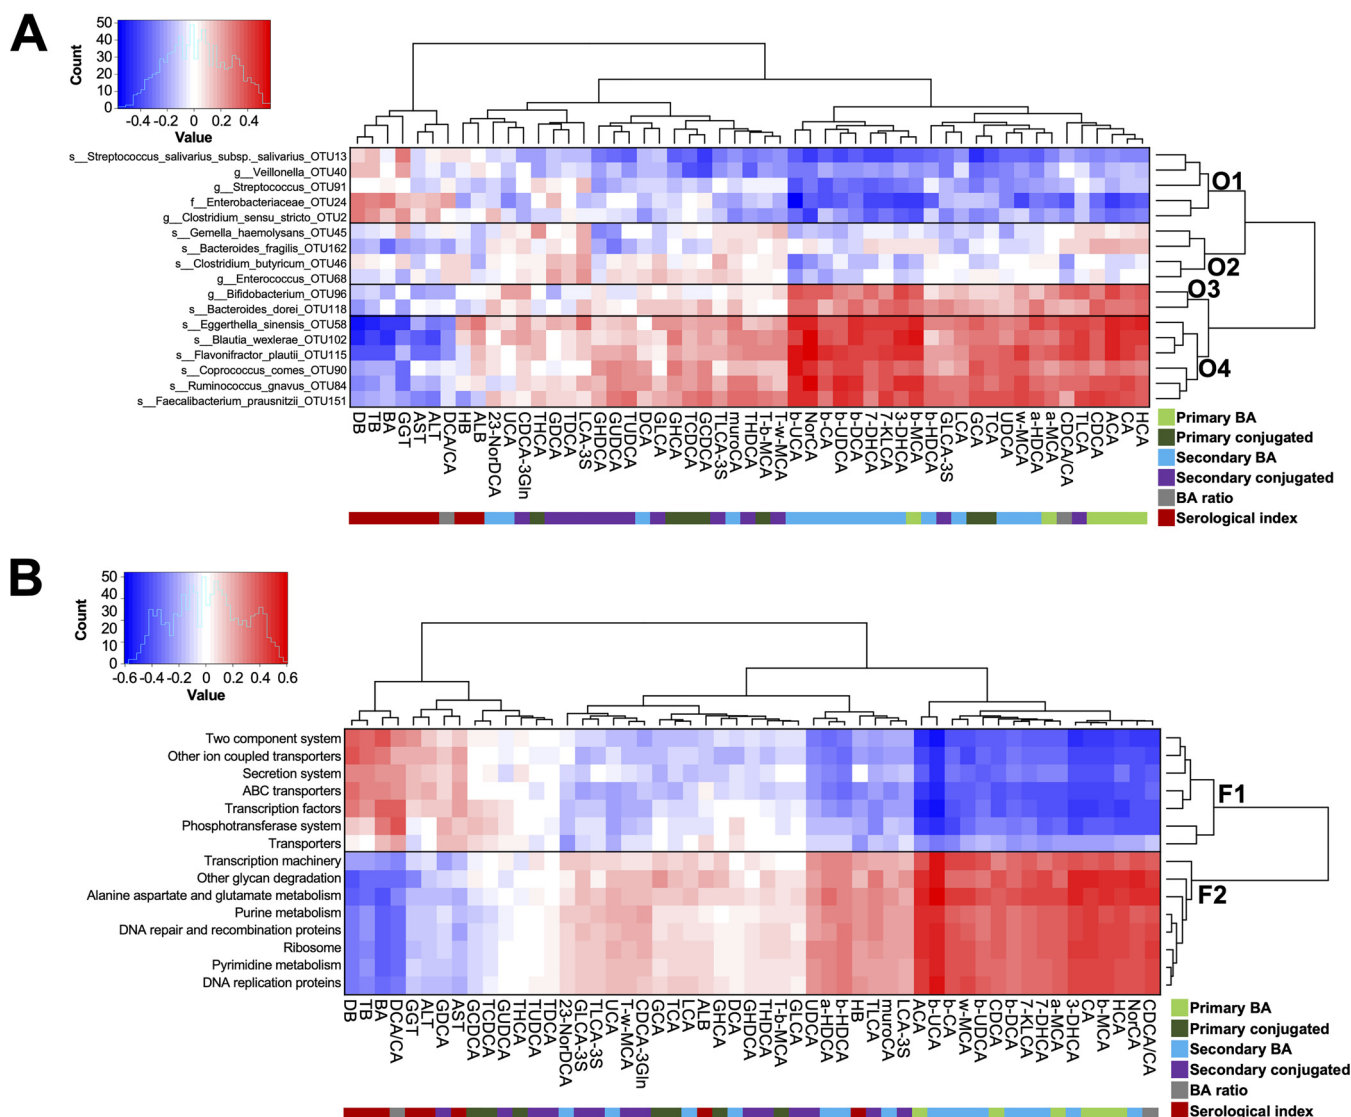 A
50
40
30
20
10
0
Count
-0.4 -0.2 0 0.2 0.4
Value
s__Streptococcus_salivarius_subsp._salivarius_OTU13
g__Veillonella_OTU40
g__Streptococcus_OTU91
f__Enterobacteriaceae_OTU24
g__Clostridium_sensu_stricto_OTU2
s__Gemella_haemolysans_OTU45
s__Bacteroides_fragilis_OTU162
s__Clostridium_butyricum_OTU46
g__Enterococcus_OTU68
g__Bifidobacterium_OTU96
s__Bacteroides_dorei_OTU118
s__Eggerthella_sinensis_OTU58
s__Blautia_wexlerae_OTU102
s__Flavonifractor_plautii_OTU115
s__Coprococcus_comes_OTU90
s__Ruminococcus_gnavus_OTU84
s__Faecalibacterium_prausnitzii_OTU151
O1
O2
O3
O4
DB
TB
BA
GGT
AST
ALT
DCA/CA
HB
ALB
23-NorDCA
UCA
CDCA-3Gln
THCA
GDCA
TDCA
LCA-3S
GHDCA
GUDCA
TUDCA
DCA
GLCA
GHCA
TCDCA
GCDCA
TLCA-3S
muroCA
THDCA
T-b-MCA
T-w-MCA
b-UCA
NorCA
b-CA
b-UDCA
b-DCA
7-DHCA
7-KLCA
3-DHCA
b-MCA
b-HDCA
GLCA-3S
LCA
GCA
TCA
UDCA
w-MCA
a-HDCA
a-MCA
CDCA/CA
TLCA
CDCA
ACA
CA
HCA
Primary BA
Primary conjugated
Secondary BA
Secondary conjugated
BA ratio
Serological index
B
50
40
30
20
10
0
Count
-0.6 -0.4 -0.2 0 0.2 0.4 0.6
Value
Two component system
Other ion coupled transporters
Secretion system
ABC transporters
Transcription factors
Phosphotransferase system
Transporters
Transcription machinery
Other glycan degradation
Alanine aspartate and glutamate metabolism
Purine metabolism
DNA repair and recombination proteins
Ribosome
Pyrimidine metabolism
DNA replication proteins
F1
F2
DB
TB
BA
DCA/CA
GGT
ALT
GDCA
AST
GCDCA
TCDCA
GUDCA
THCA
TUDCA
TDCA
23-NorDCA
GLCA-3S
TLCA-3S
UCA
T-w-MCA
CDCA-3Gln
GCA
TCA
LCA
ALB
GHCA
DCA
GHDCA
THDCA
T-b-MCA
GLCA
UDCA
a-HDCA
b-HDCA
HB
TLCA
muroCA
LCA-3S
ACA
b-UCA
b-CA
w-MCA
b-UDCA
CDCA
b-DCA
7-KLCA
7-DHCA
a-MCA
3-DHCA
CA
b-MCA
HCA
NorCA
CDCA/CA
Primary BA
Primary conjugated
Secondary BA
Secondary conjugated
BA ratio
Serological index